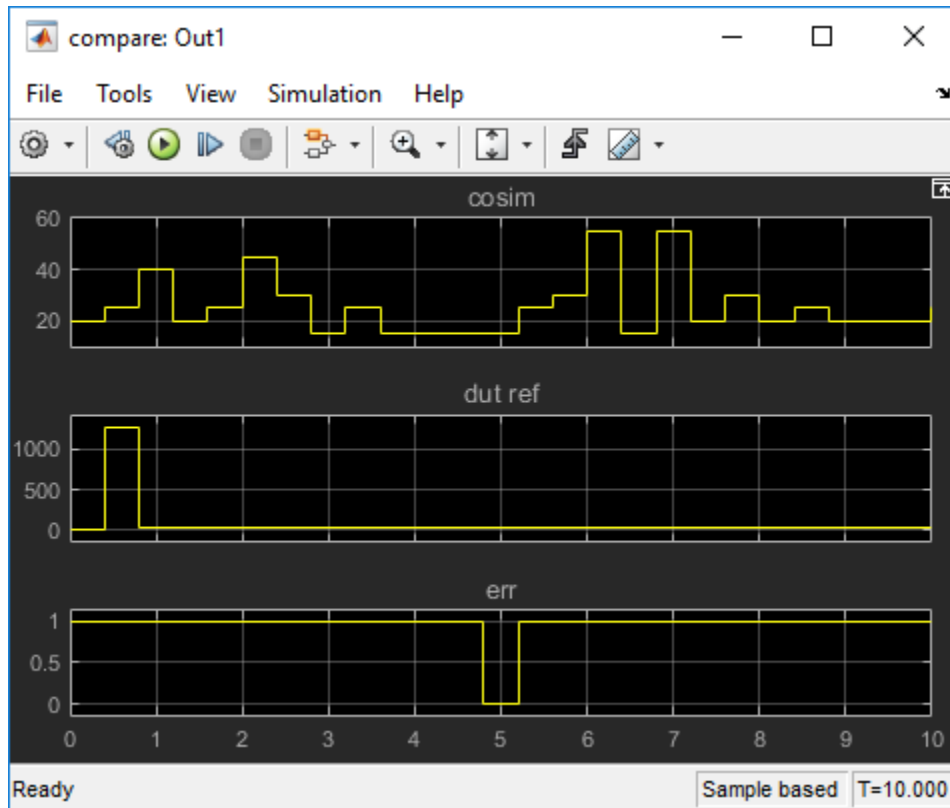 compare: Out1
File Tools View Simulation Help
cosim
60
40
20
dut ref
1000
500
0
err
1
0.5
0
0 1 2 3 4 5 6 7 8 9 10
Ready Sample based T=10.000